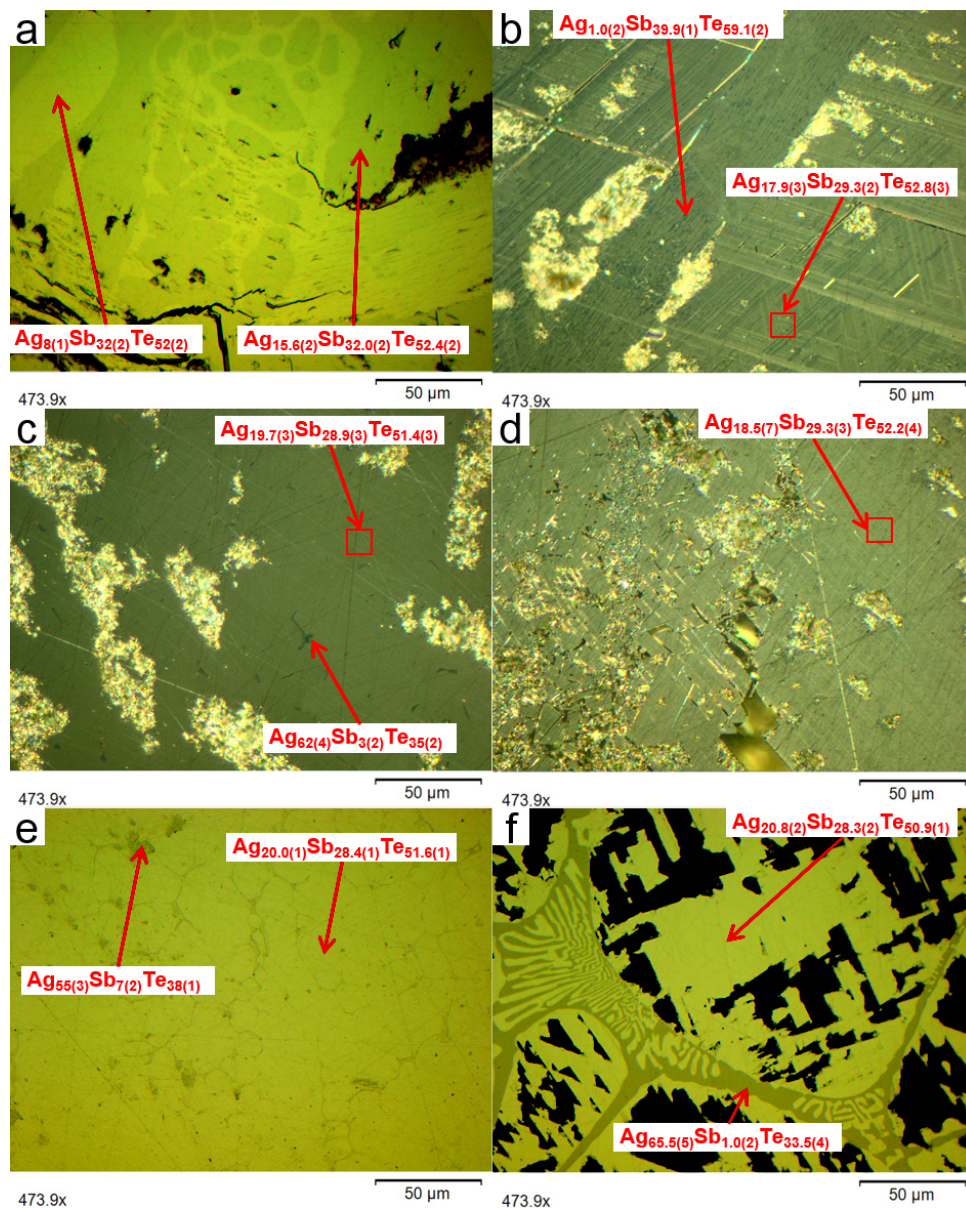 a
Ag8(1)Sb32(2)Te52(2)
Ag15.6(2)Sb32.0(2)Te52.4(2)
473.9x
50 µm
b
Ag1.0(2)Sb39.9(1)Te59.1(2)
Ag17.9(3)Sb29.3(2)Te52.8(3)
473.9x
50 µm
c
Ag19.7(3)Sb28.9(3)Te51.4(3)
Ag62(4)Sb3(2)Te35(2)
473.9x
50 µm
d
Ag18.5(7)Sb29.3(3)Te52.2(4)
473.9x
50 µm
e
Ag20.0(1)Sb28.4(1)Te51.6(1)
Ag55(3)Sb7(2)Te38(1)
473.9x
50 µm
f
Ag20.8(2)Sb28.3(2)Te50.9(1)
Ag65.5(5)Sb1.0(2)Te33.5(4)
473.9x
50 µm